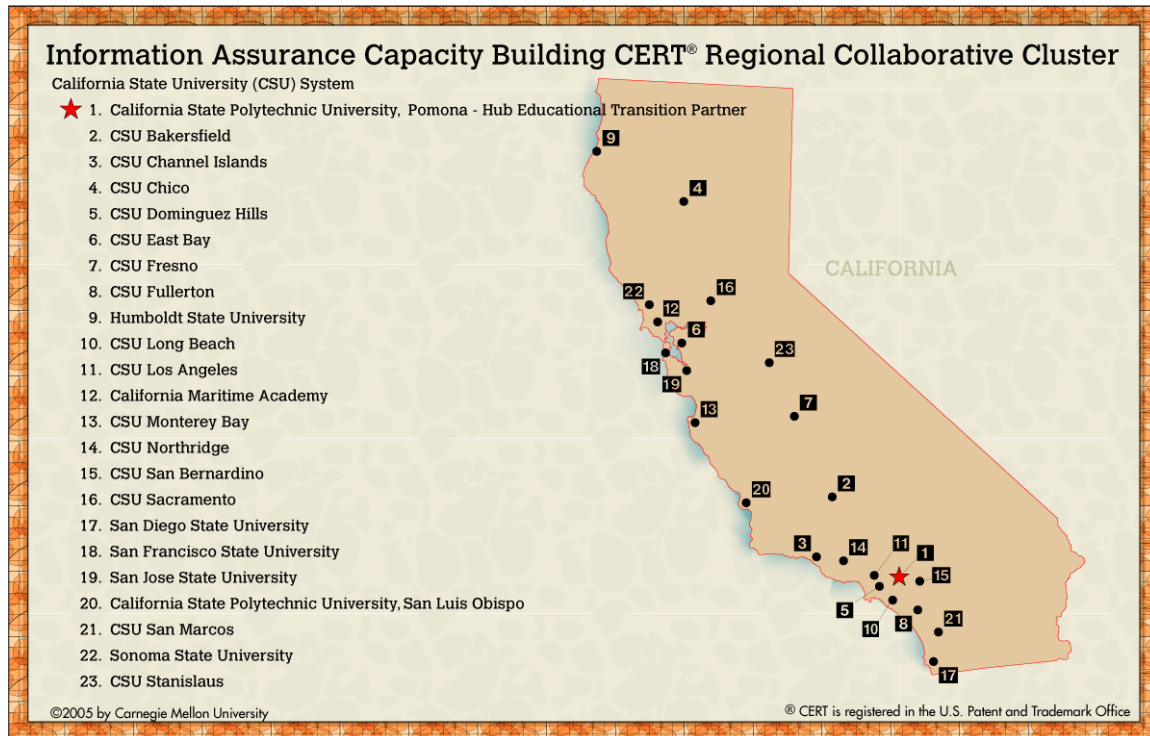 Information Assurance Capacity Building CERT® Regional Collaborative Cluster
California State University (CSU) System
1. California State Polytechnic University, Pomona - Hub Educational Transition Partner
2. CSU Bakersfield
3. CSU Channel Islands
4. CSU Chico
5. CSU Dominguez Hills
6. CSU East Bay
7. CSU Fresno
8. CSU Fullerton
9. Humboldt State University
10. CSU Long Beach
11. CSU Los Angeles
12. California Maritime Academy
13. CSU Monterey Bay
14. CSU Northridge
15. CSU San Bernardino
16. CSU Sacramento
17. San Diego State University
18. San Francisco State University
19. San Jose State University
20. California State Polytechnic University, San Luis Obispo
21. CSU San Marcos
22. Sonoma State University
23. CSU Stanislaus
9
4
CALIFORNIA
22
16
12
6
18
23
19
7
13
20
2
3
14
11
1
15
5
10
8
21
17
©2005 by Carnegie Mellon University
® CERT is registered in the U.S. Patent and Trademark Office